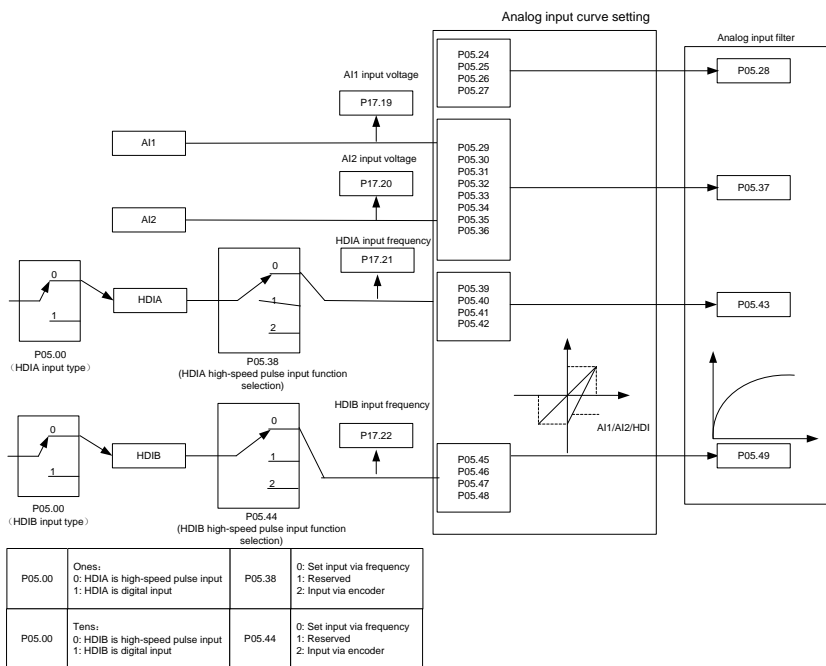 Analog input curve setting
Analog input filter
P05.24
P05.25
P05.26
P05.27
P05.28
AI1 input voltage
P17.19
AI1
P05.29
P05.30
P05.31
P05.32
P05.33
P05.34
P05.35
P05.36
P05.37
AI2 input voltage
P17.20
AI2
HDIA input frequency
P17.21
0
1
HDIA
0
1
2
P05.39
P05.40
P05.41
P05.42
P05.43
P05.00
（HDIA input type）
P05.38
(HDIA high-speed pulse input function
selection)
AI1/AI2/HDI
HDIB input frequency
P17.22
0
1
HDIB
0
1
2
P05.45
P05.46
P05.47
P05.48
P05.49
P05.00
（HDIB input type）
P05.44
(HDIB high-speed pulse input function
selection)
P05.00
Ones:
0: HDIA is high-speed pulse input
1: HDIA is digital input
P05.38
0: Set input via frequency
1: Reserved
2: Input via encoder
P05.00
Tens:
0: HDIB is high-speed pulse input
1: HDIB is digital input
P05.44
0: Set input via frequency
1: Reserved
2: Input via encoder